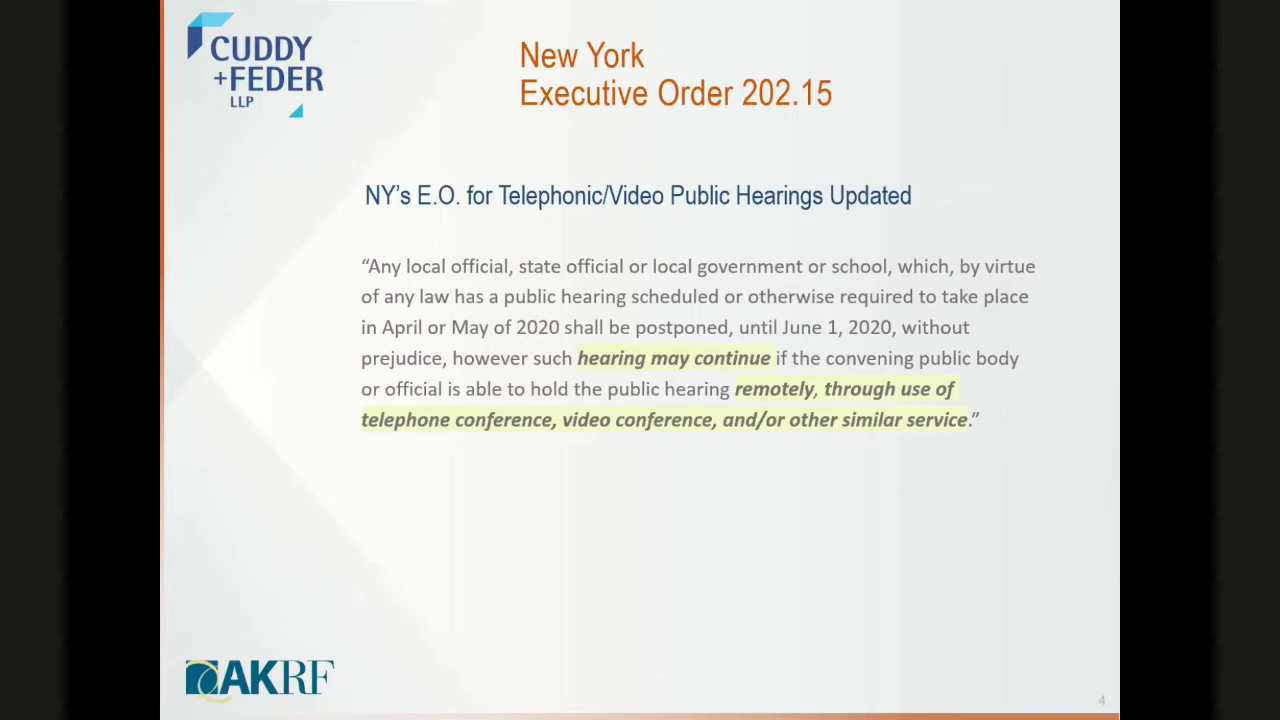 CUDDY
+FEDER
LLP
New York
Executive Order 202.15
NY’s E.O. for Telephonic/Video Public Hearings Updated
“Any local official, state official or local government or school, which, by virtue
of any law has a public hearing scheduled or otherwise required to take place
in April or May of 2020 shall be postponed, until June 1, 2020, without
prejudice, however such hearing may continue if the convening public body
or official is able to hold the public hearing remotely, through use of
telephone conference, video conference, and/or other similar service.”
AKRF
4